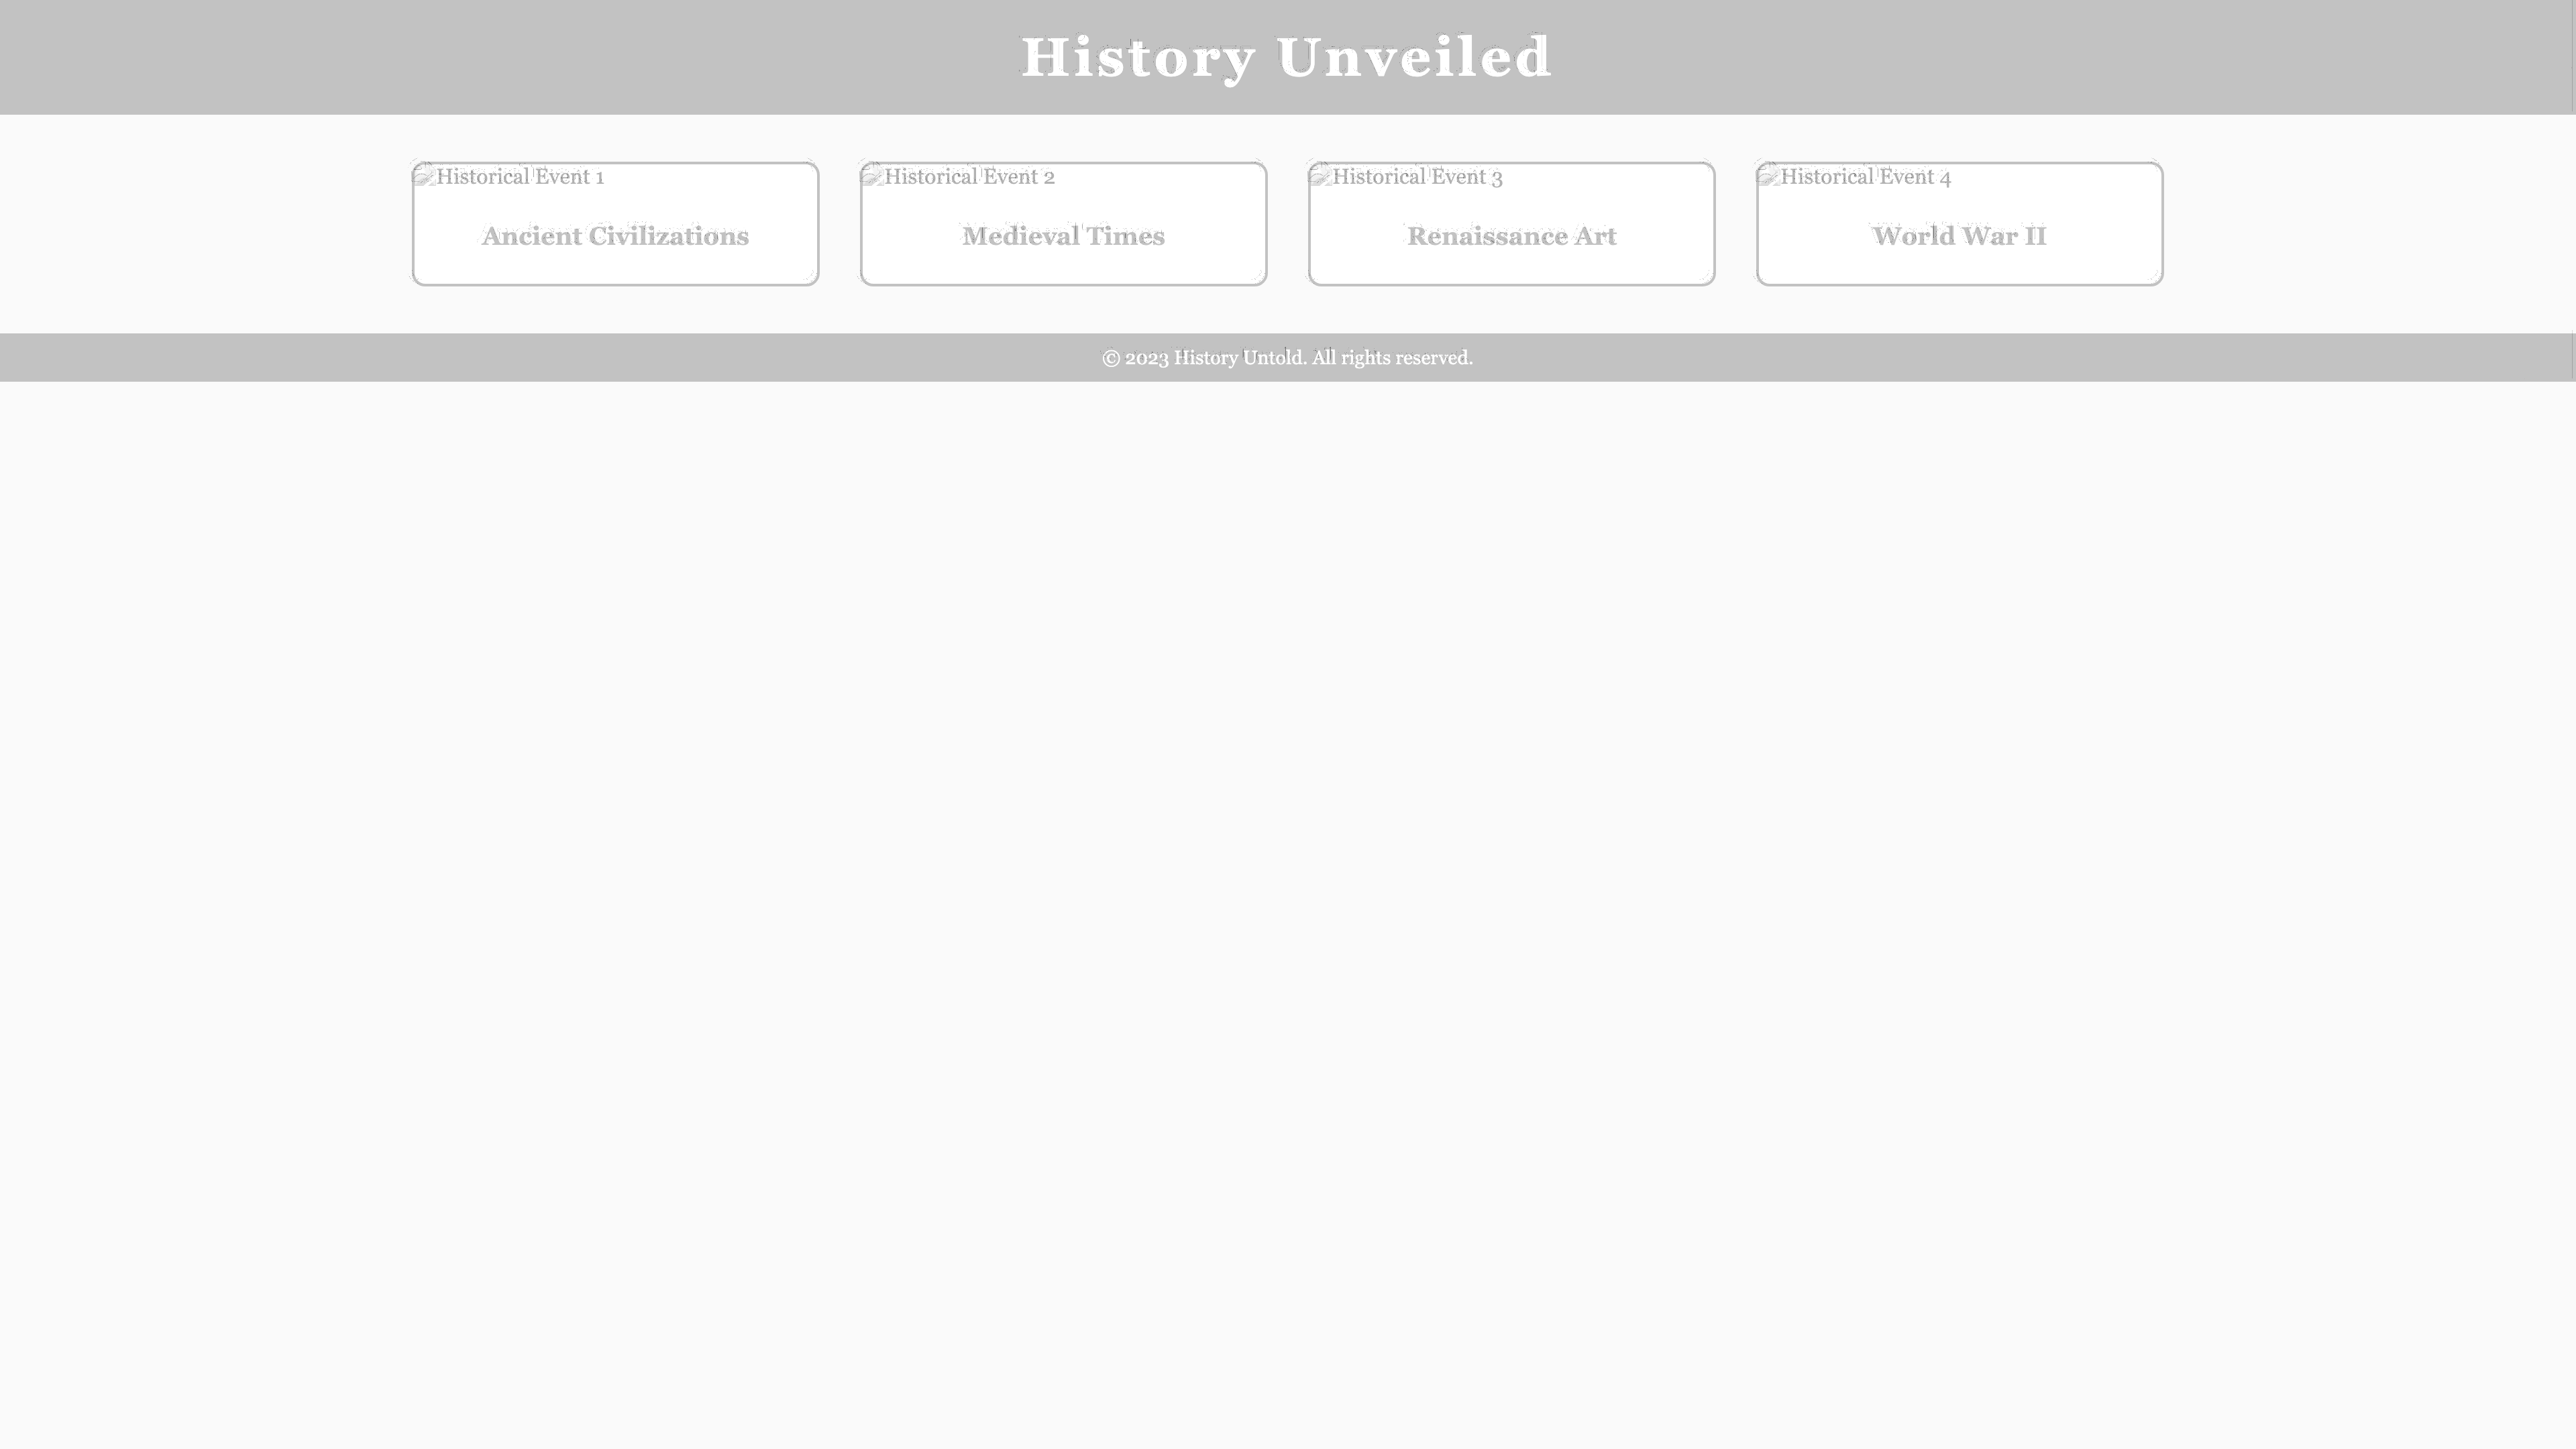 History Unveiled
Historical Event 1
Historical Event 2
Historical Event 3
Historical Event 4
Ancient Civilizations
Medieval Times
Renaissance Art
World War II
© 2023 History Untold. All rights reserved.